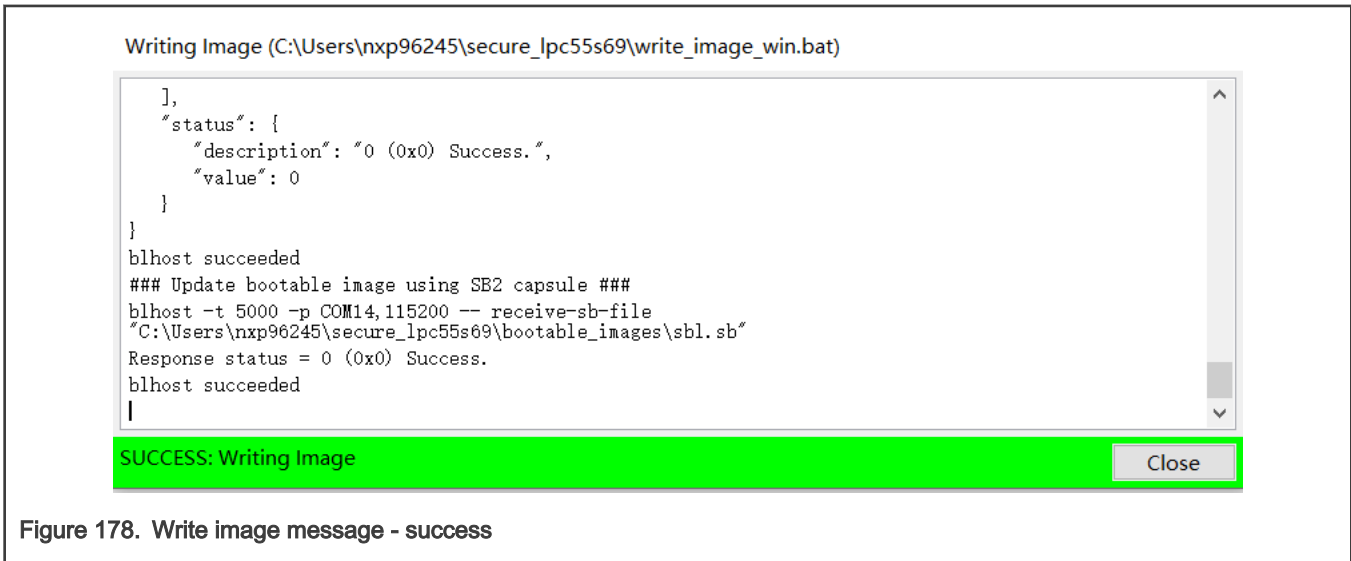 Writing Image (C:\Users\nxp96245\secure_lpc55s69\write_image_win.bat)
],
"status": {
"description": "0 (0x0) Success.",
"value": 0
}
}
blhost succeeded
### Update bootable image using SB2 capsule ###
blhost -t 5000 -p COM14,115200 -- receive-sb-file
"C:\Users\nxp96245\secure_lpc55s69\bootable_images\sbl.sb"
Response status = 0 (0x0) Success.
blhost succeeded
SUCCESS: Writing Image
Close
Figure 178. Write image message - success